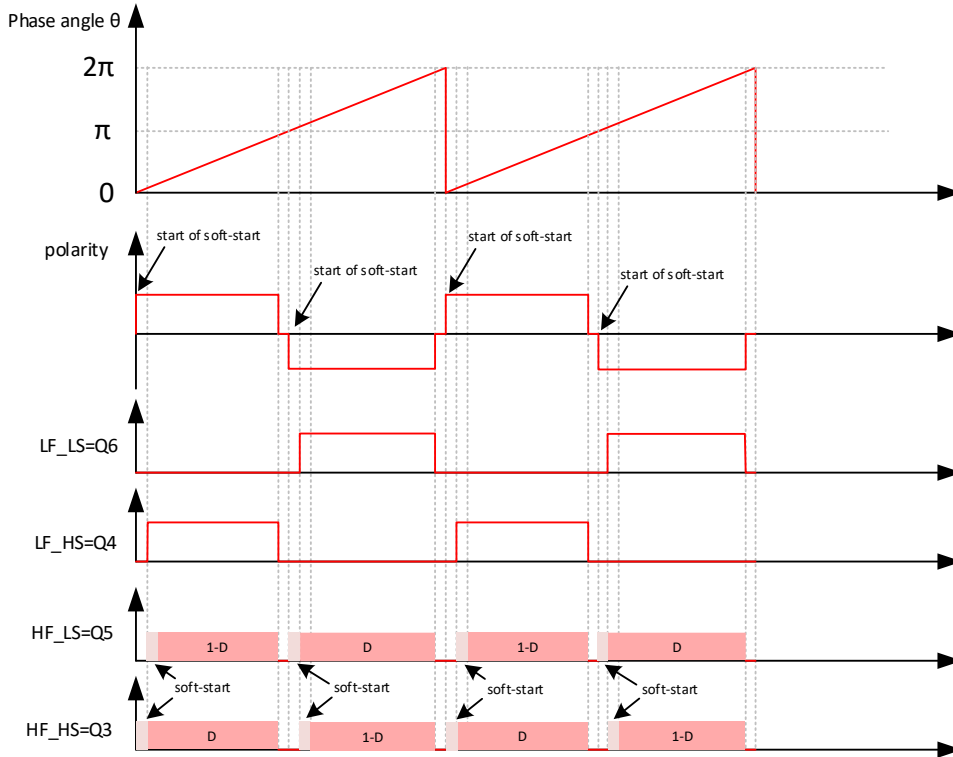 Phase angle θ
2π
π
0
start of soft-start
start of soft-start
polarity
start of soft-start
start of soft-start
LF_LS=Q6
LF_HS=Q4
HF_LS=Q5
1-D
D
1-D
D
soft-start
soft-start
soft-start
soft-start
HF_HS=Q3
D
1-D
D
1-D